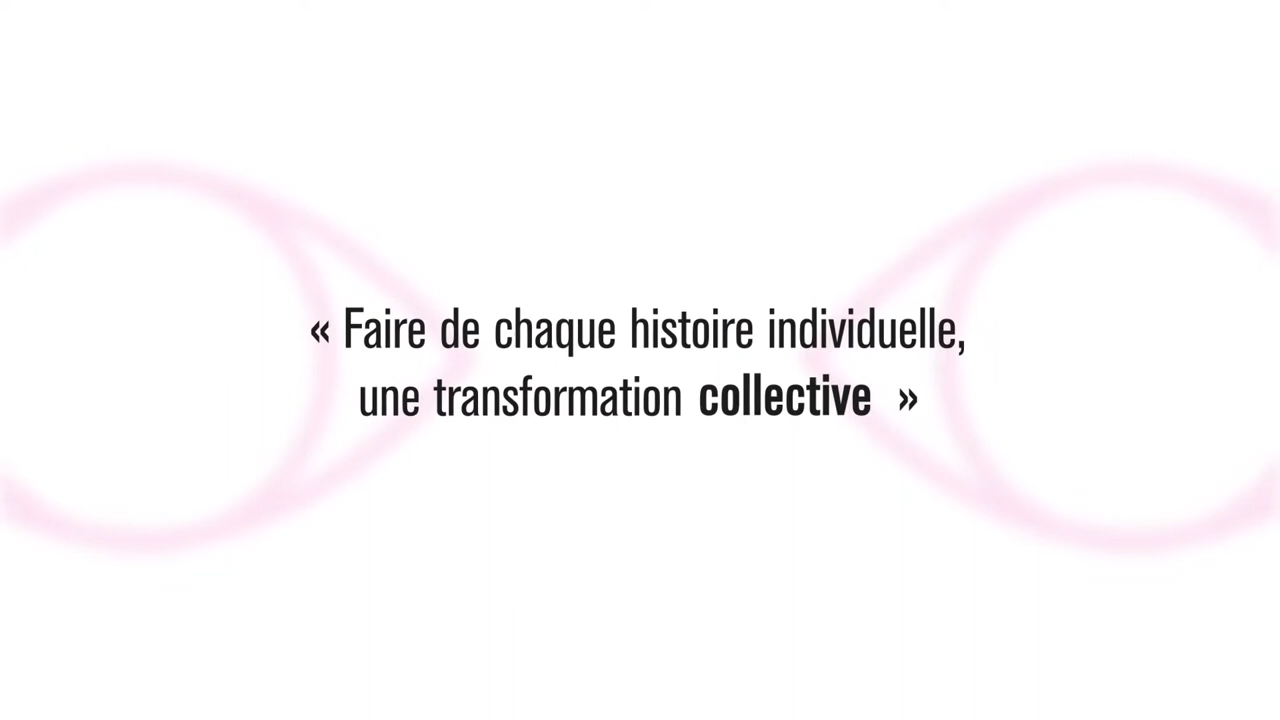 « Faire de chaque histoire individuelle,
une transformation collective »